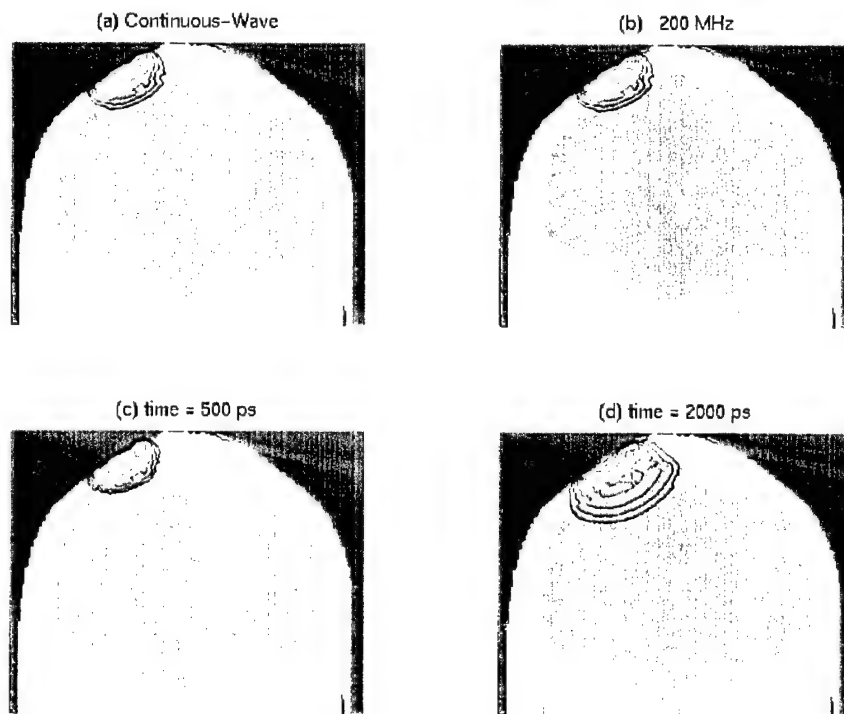 (a) Continuous-Wave
(b) 200 MHz
(c) time = 500 ps
(d) time = 2000 ps